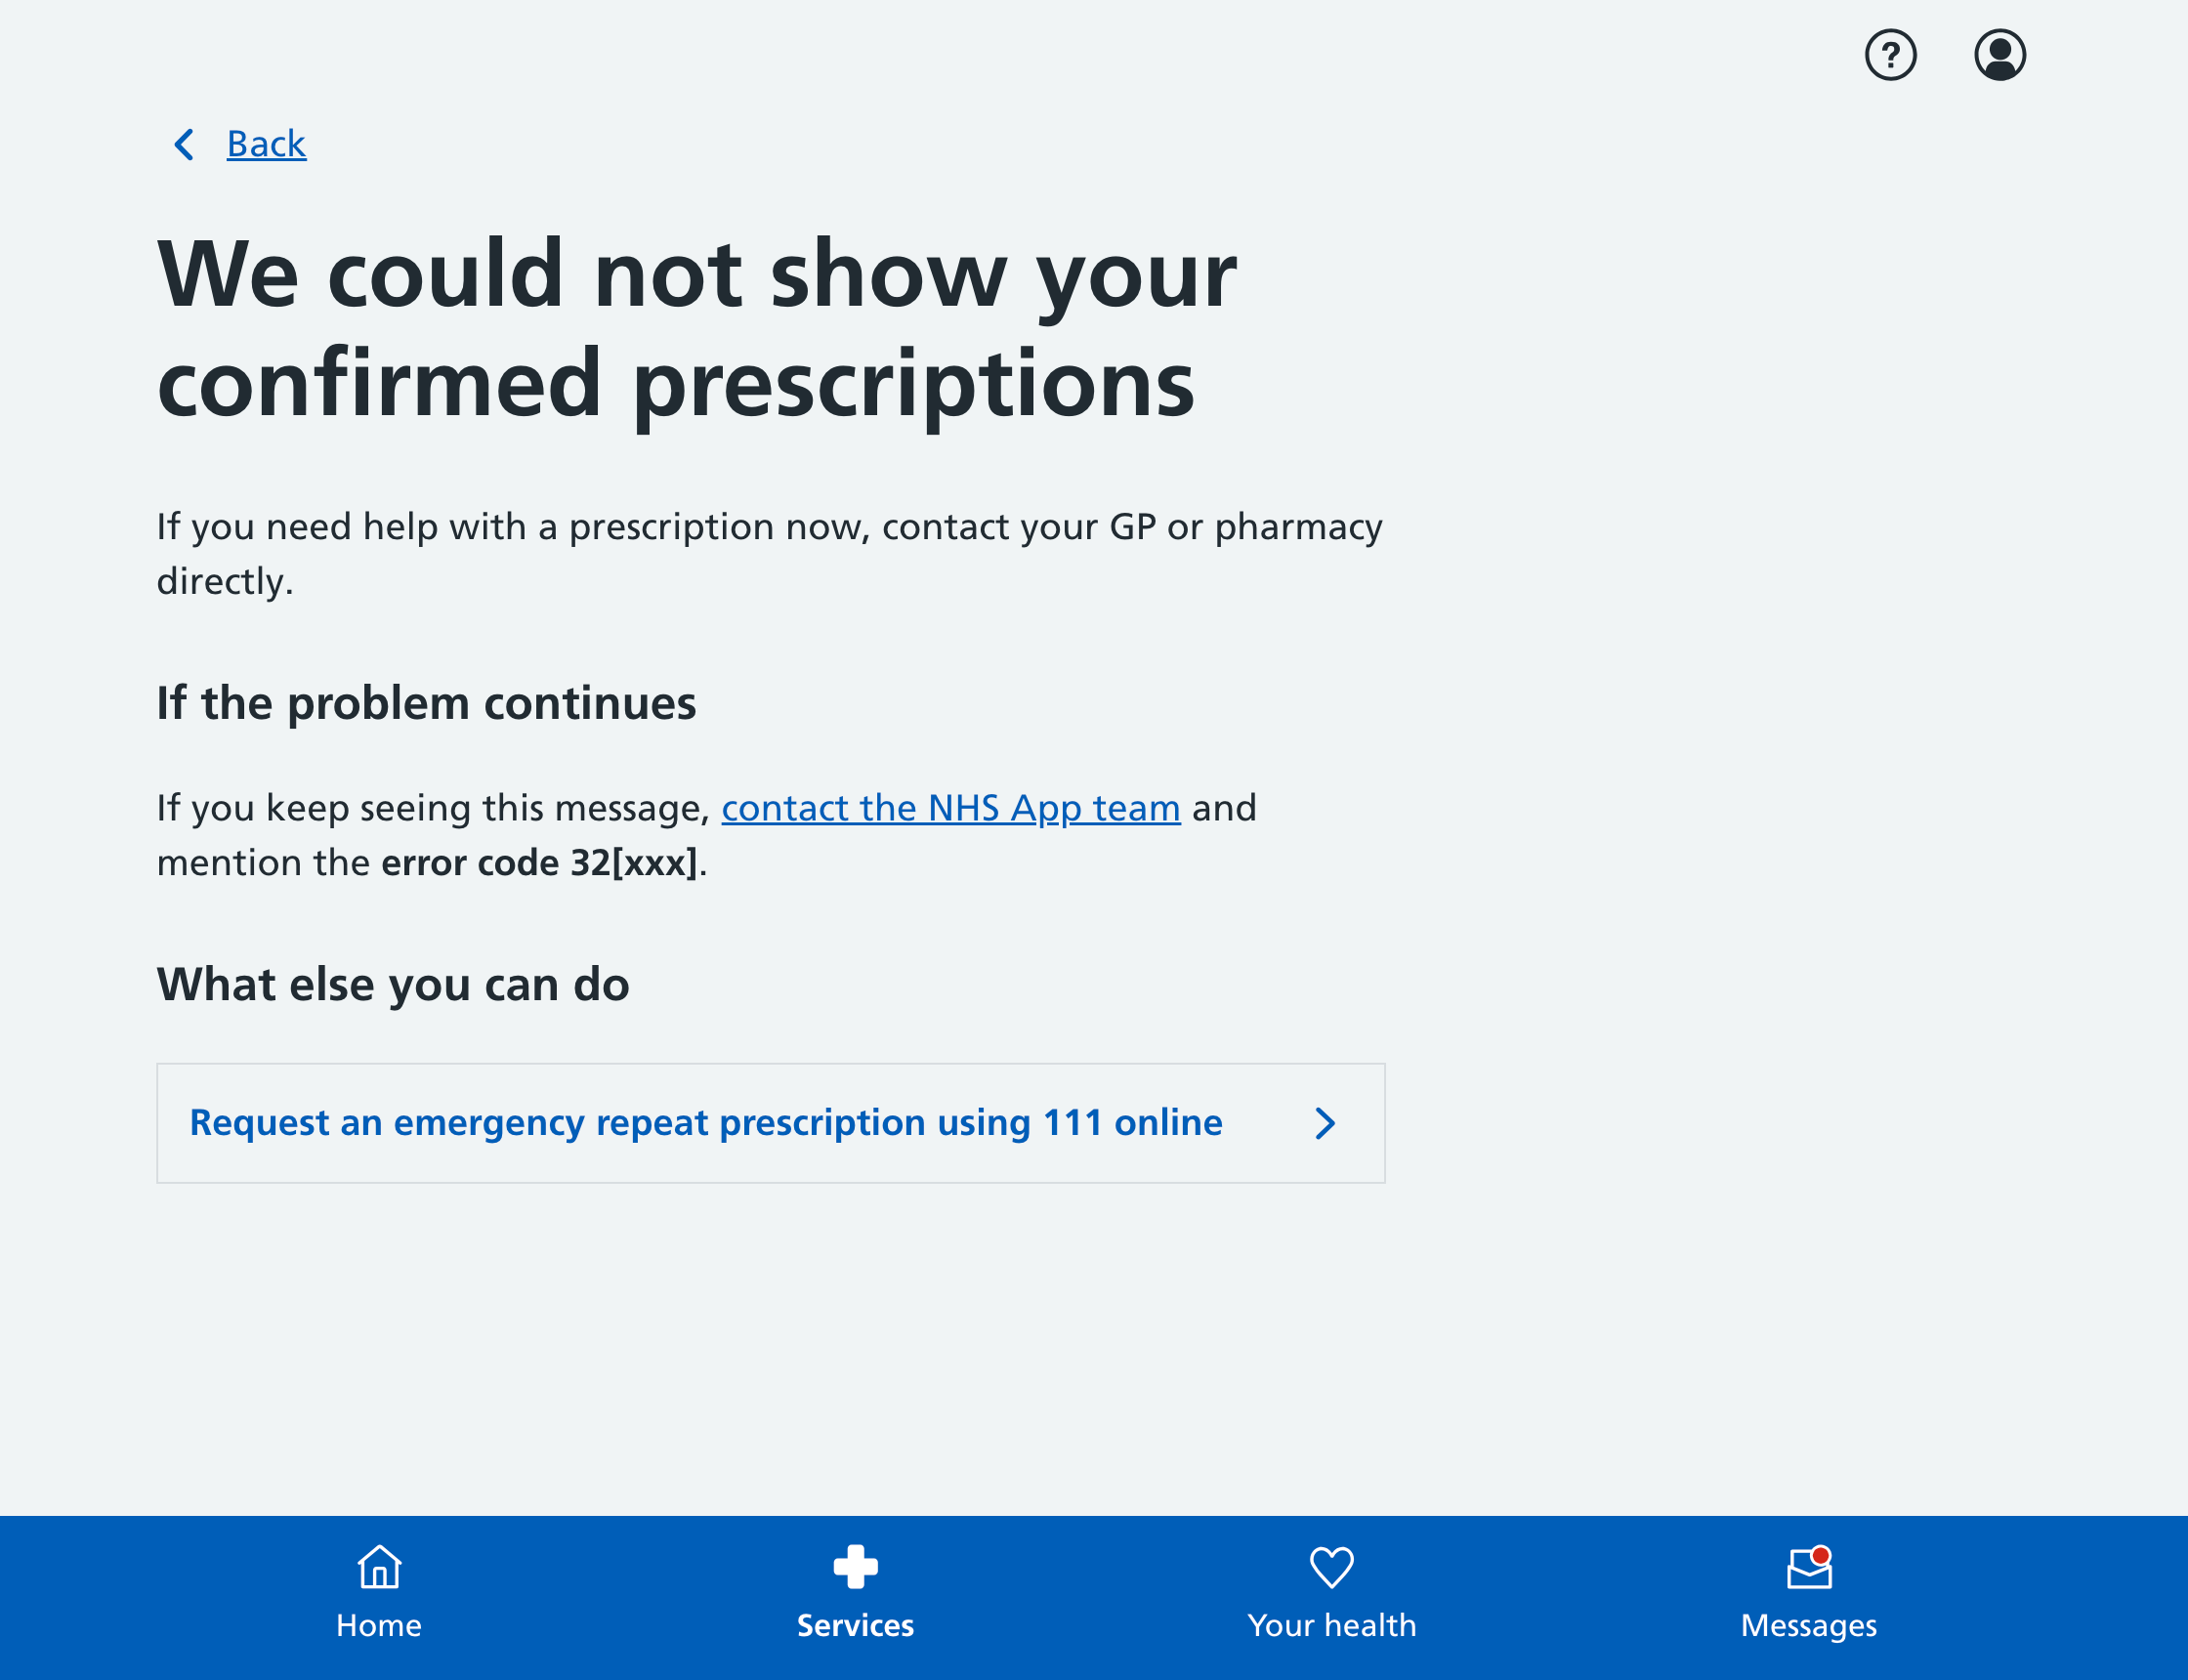 ?
Back
We could not show your
confirmed prescriptions
If you need help with a prescription now, contact your GP or pharmacy
directly.
If the problem continues
If you keep seeing this message, contact the NHS App team and
mention the error code 32[xxx].
What else you can do
Request an emergency repeat prescription using 111 online
Home
Services
Your health
Messages